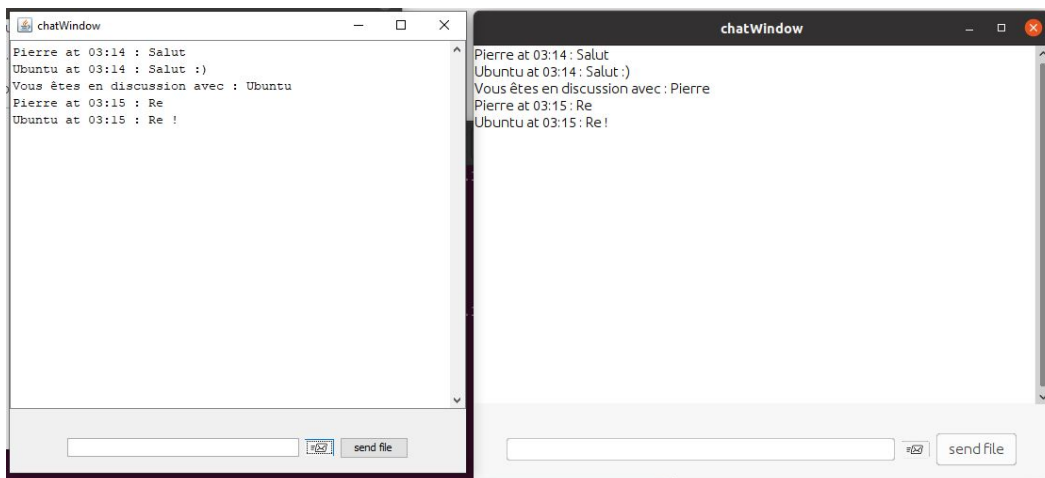 chatWindow
Pierre at 03:14 : Salut
Ubuntu at 03:14 : Salut :)
Vous êtes en discussion avec : Ubuntu
Pierre at 03:15 : Re
Ubuntu at 03:15 : Re !
send file
chatWindow
Pierre at 03:14 : Salut
Ubuntu at 03:14 : Salut :)
Vous êtes en discussion avec : Pierre
Pierre at 03:15 : Re
Ubuntu at 03:15 : Re !
send file